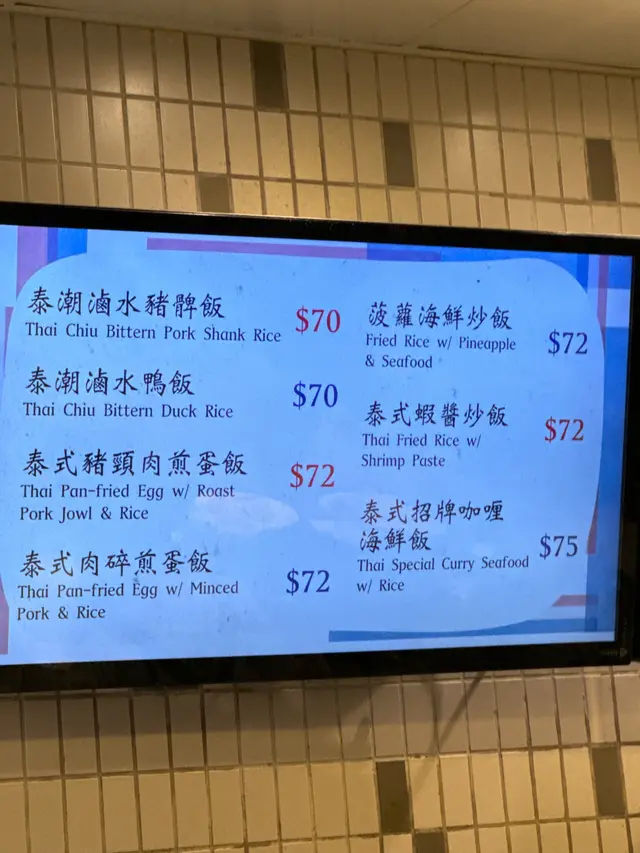 泰潮滷水豬髀飯
Thai Chiu Bittern Pork Shank Rice
$70
泰潮滷水鴨飯
Thai Chiu Bittern Duck Rice
$70
泰式豬頸肉煎蛋飯
Thai Pan-fried Egg w/ Roast
Pork Jowl & Rice
$72
泰式肉碎煎蛋飯
Thai Pan-fried Egg w/ Minced
Pork & Rice
$72
菠蘿海鮮炒飯
Fried Rice w/ Pineapple
& Seafood
$72
泰式蝦醬炒飯
Thai Fried Rice w/
Shrimp Paste
$72
泰式招牌咖喱
海鮮飯
Thai Special Curry Seafood
w/ Rice
$75